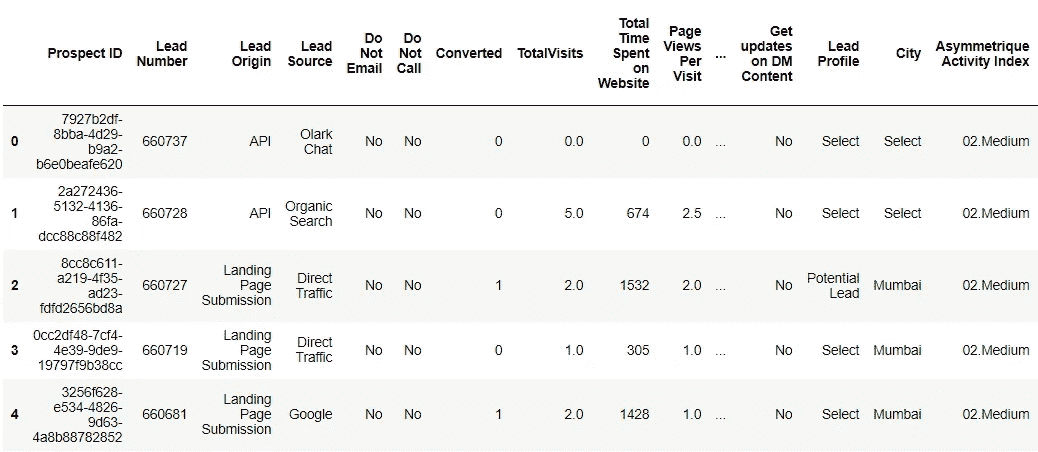 Prospect ID Lead Number Lead Origin Lead Source Do Not Email Do Not Call Converted TotalVisits Total Time Spent on Website Page Views Per Visit ... Get updates on DM Content Lead Profile City Asymmetrique Activity Index
0 7927b2df-8bba-4d29-b9a2-b6e0beafe620 660737 API Olark Chat No No 0 0.0 0 0.0 ... No Select Select 02.Medium
1 2a272436-5132-4136-86fa-dcc88c88f482 660728 API Organic Search No No 0 5.0 674 2.5 ... No Select Select 02.Medium
2 8cc8c611-a219-4f35-ad23-fdfd2656bd8a 660727 Landing Page Submission Direct Traffic No No 1 2.0 1532 2.0 ... No Potential Lead Mumbai 02.Medium
3 0cc2df48-7cf4-4e39-9de9-19797f9b38cc 660719 Landing Page Submission Direct Traffic No No 0 1.0 305 1.0 ... No Select Mumbai 02.Medium
4 3256f628-e534-4826-9d63-4a8b88782852 660681 Landing Page Submission Google No No 1 2.0 1428 1.0 ... No Select Mumbai 02.Medium